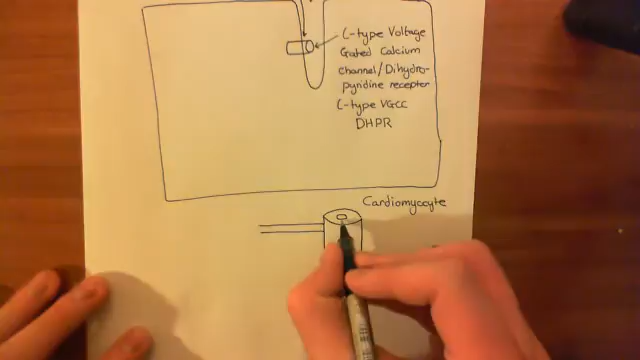 L-type Voltage
Gated Calcium
channel/Dihydro-
pyridine receptor
L-type VGCC
DHPR
Cardiomyocyte